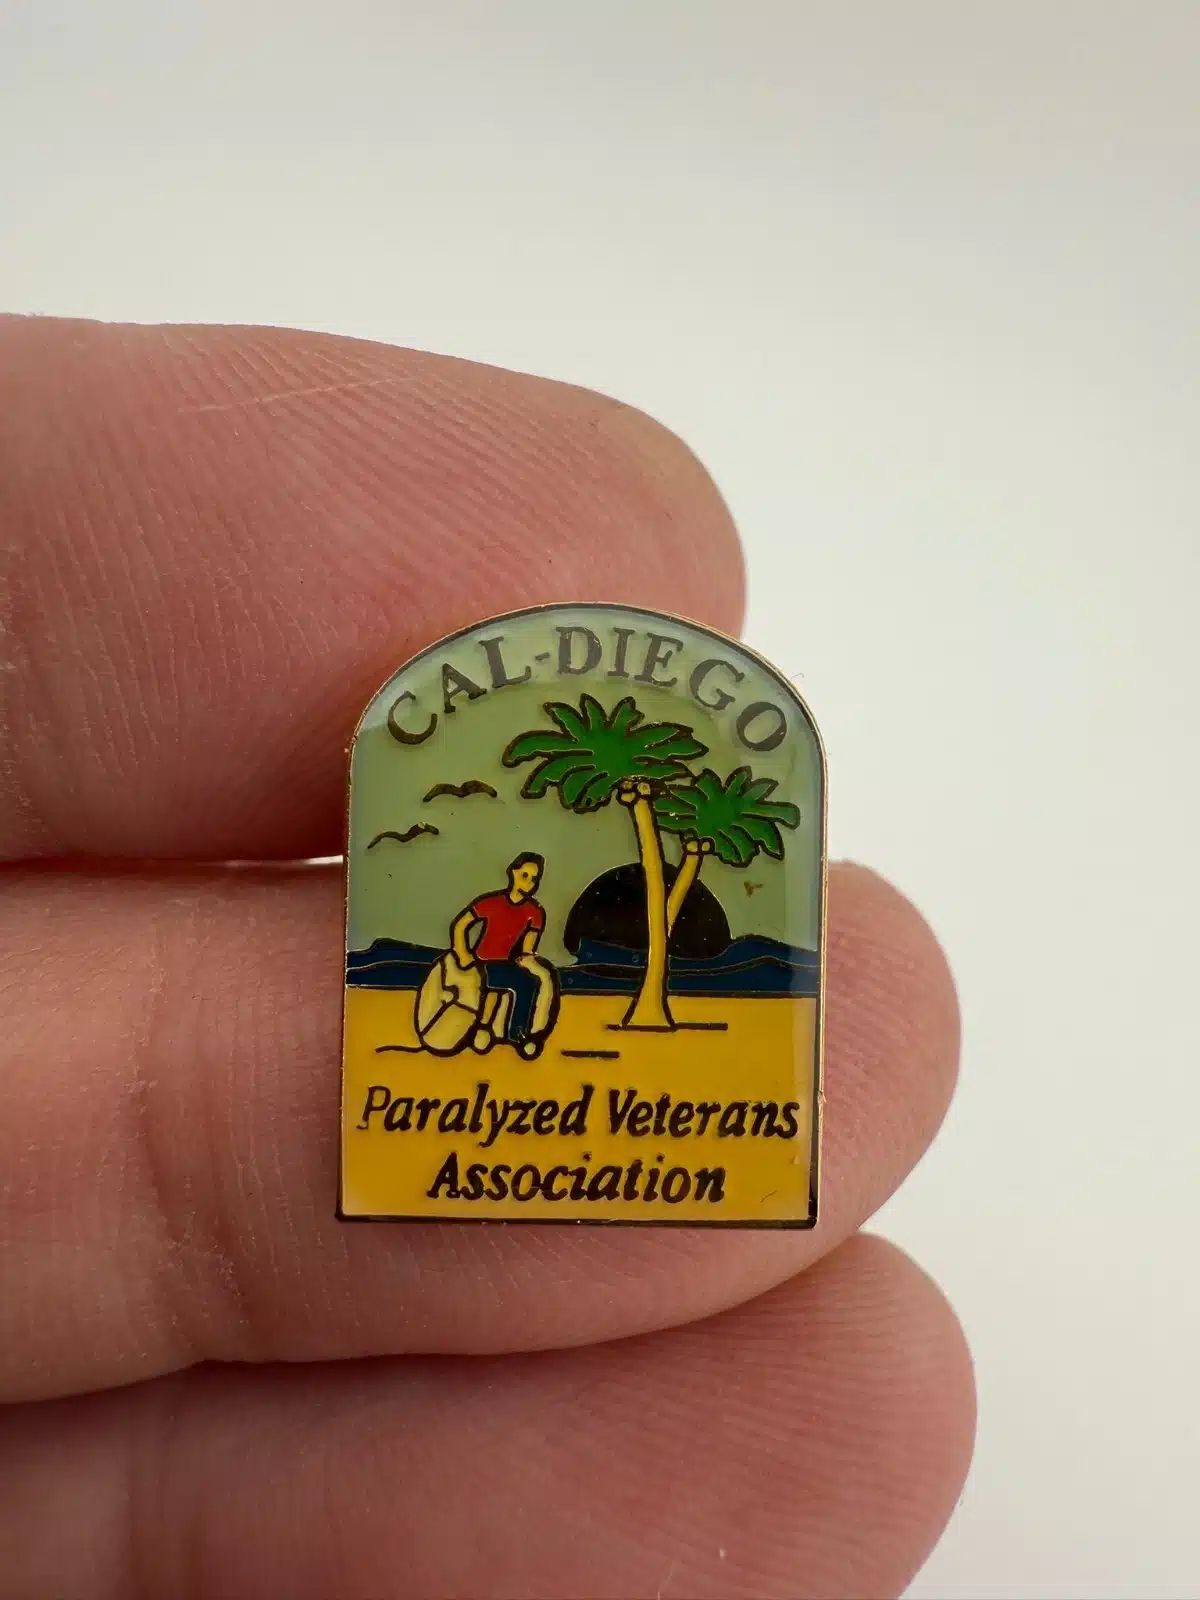 CAL-DIEGO
Paralyzed Veterans
Association